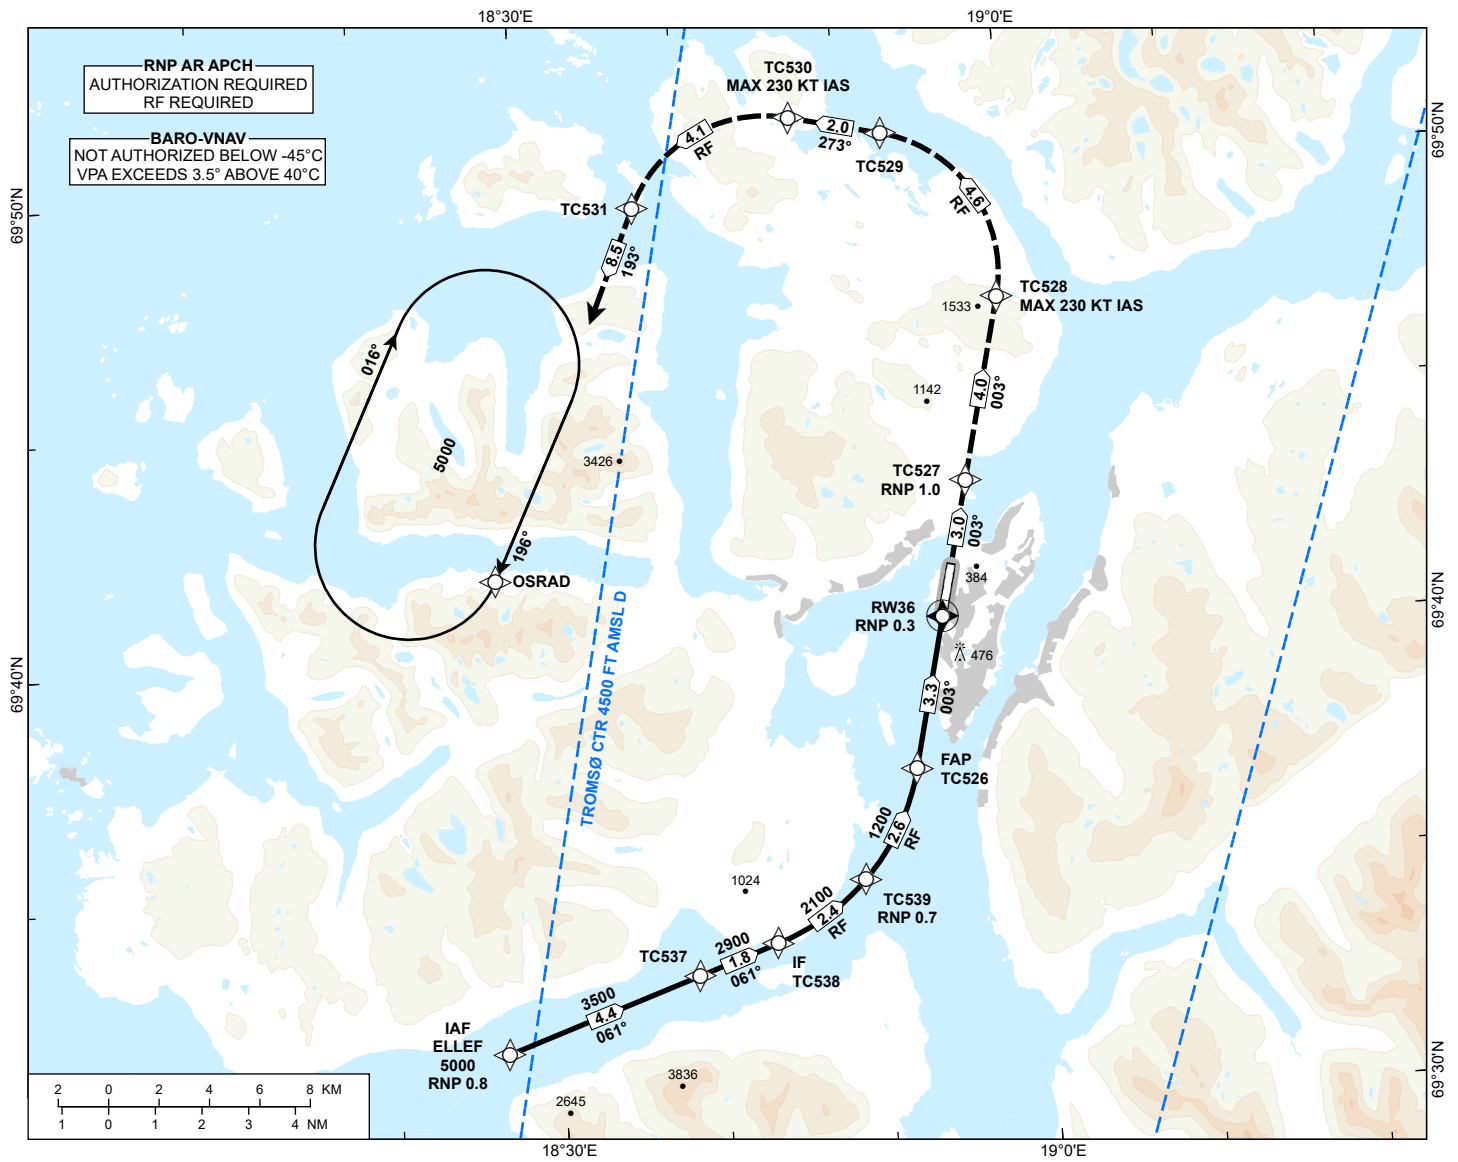 18°30'E
19°0'E
RNP AR APCH
AUTHORIZATION REQUIRED
RF REQUIRED
BARO-VNAV
NOT AUTHORIZED BELOW -45°C
VPA EXCEEDS 3.5° ABOVE 40°C
TC530
MAX 230 KT IAS
4.1
RF
2.0
273°
TC529
69°50'N
69°50'N
TC531
4.6
RF
8.5
193°
TC528
MAX 230 KT IAS
1533
016°
4.0
003°
1142
5000
3426
TC527
RNP 1.0
3.0
003°
196°
OSRAD
384
RW36
RNP 0.3
69°40'N
69°40'N
476
TROMSØ CTR 4500 FT AMSL D
3.3
003°
FAP
TC526
1200
2.6
RF
1024
2100
2.4
RF
TC539
RNP 0.7
TC537
2900
1.8
061°
IF
TC538
3500
4.4
061°
IAF
ELLEF
5000
RNP 0.8
3836
2645
69°30'N
2 0 2 4 6 8 KM
1 0 1 2 3 4 NM
18°30'E
19°0'E